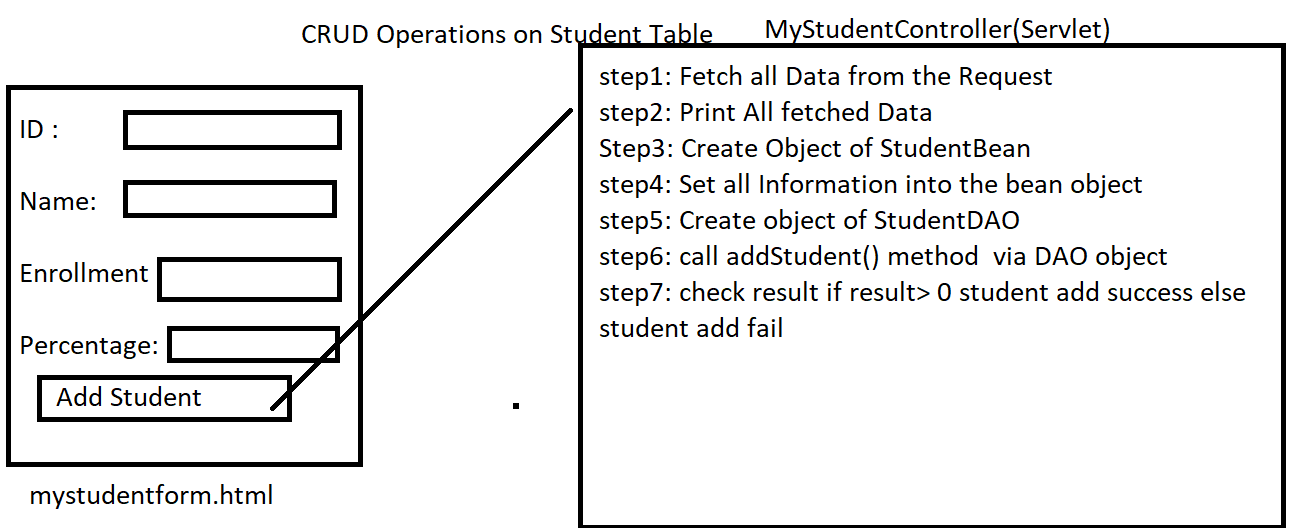 CRUD Operations on Student Table
MyStudentController(Servlet)
ID :
Name:
Enrollment
Percentage:
Add Student
mystudentform.html
step1: Fetch all Data from the Request
step2: Print All fetched Data
Step3: Create Object of StudentBean
step4: Set all Information into the bean object
step5: Create object of StudentDAO
step6: call addStudent() method  via DAO object
step7: check result if result> 0 student add success else
student add fail